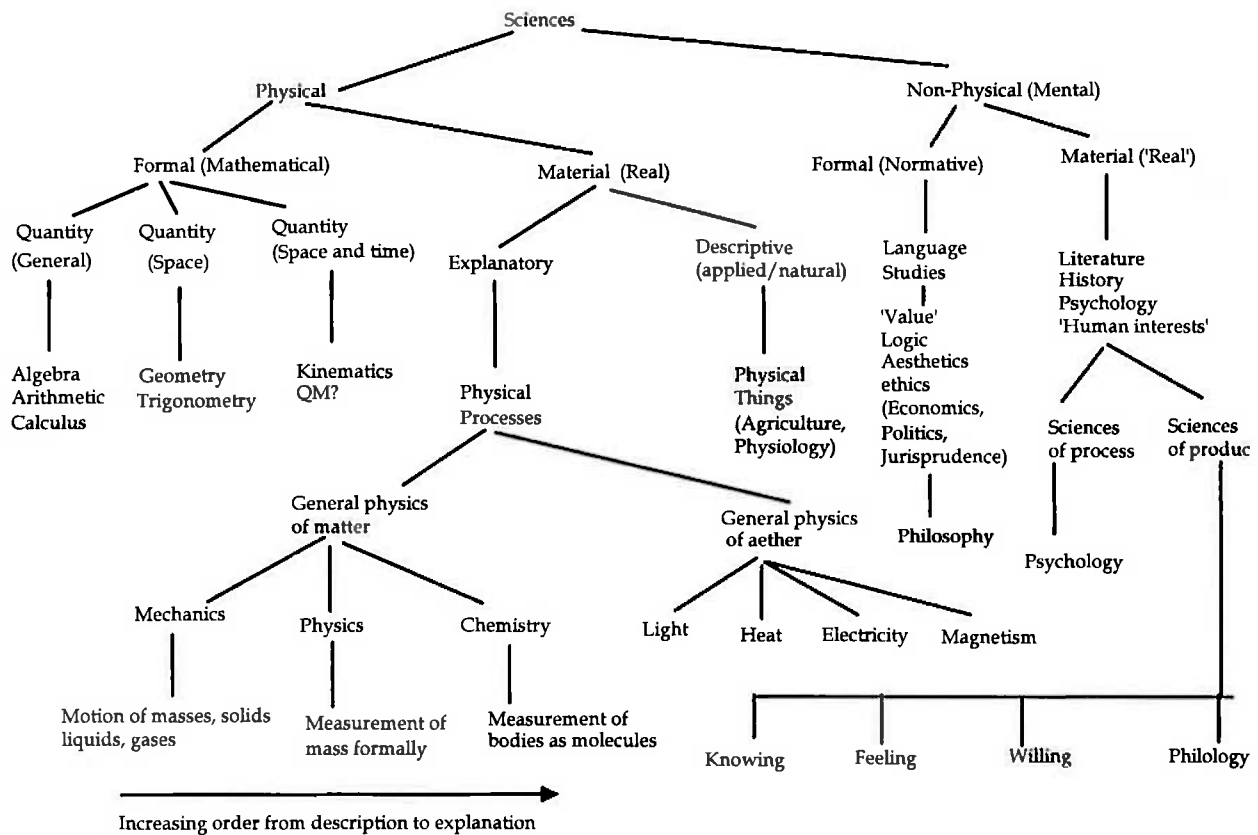 Sciences
Physical
Non-Physical (Mental)
Formal (Mathematical)
Material (Real)
Formal (Normative)
Material ('Real')
Quantity
(General)
Quantity
(Space)
Quantity
(Space and time)
Explanatory
Descriptive
(applied/natural)
Language
Studies
Literature
History
Psychology
'Human interests'
Algebra
Arithmetic
Calculus
Geometry
Trigonometry
Kinematics
QM?
Physical
Processes
Physical
Things
(Agriculture,
Physiology)
'Value'
Logic
Aesthetics
ethics
(Economics,
Politics,
Jurisprudence)
Sciences
of process
Sciences
of produc
General physics
of matter
General physics
of aether
Philosophy
Psychology
Mechanics
Physics
Chemistry
Light
Heat
Electricity
Magnetism
Motion of masses, solids
liquids, gases
Measurement of
mass formally
Measurement of
bodies as molecules
Knowing
Feeling
Willing
Philology
Increasing order from description to explanation